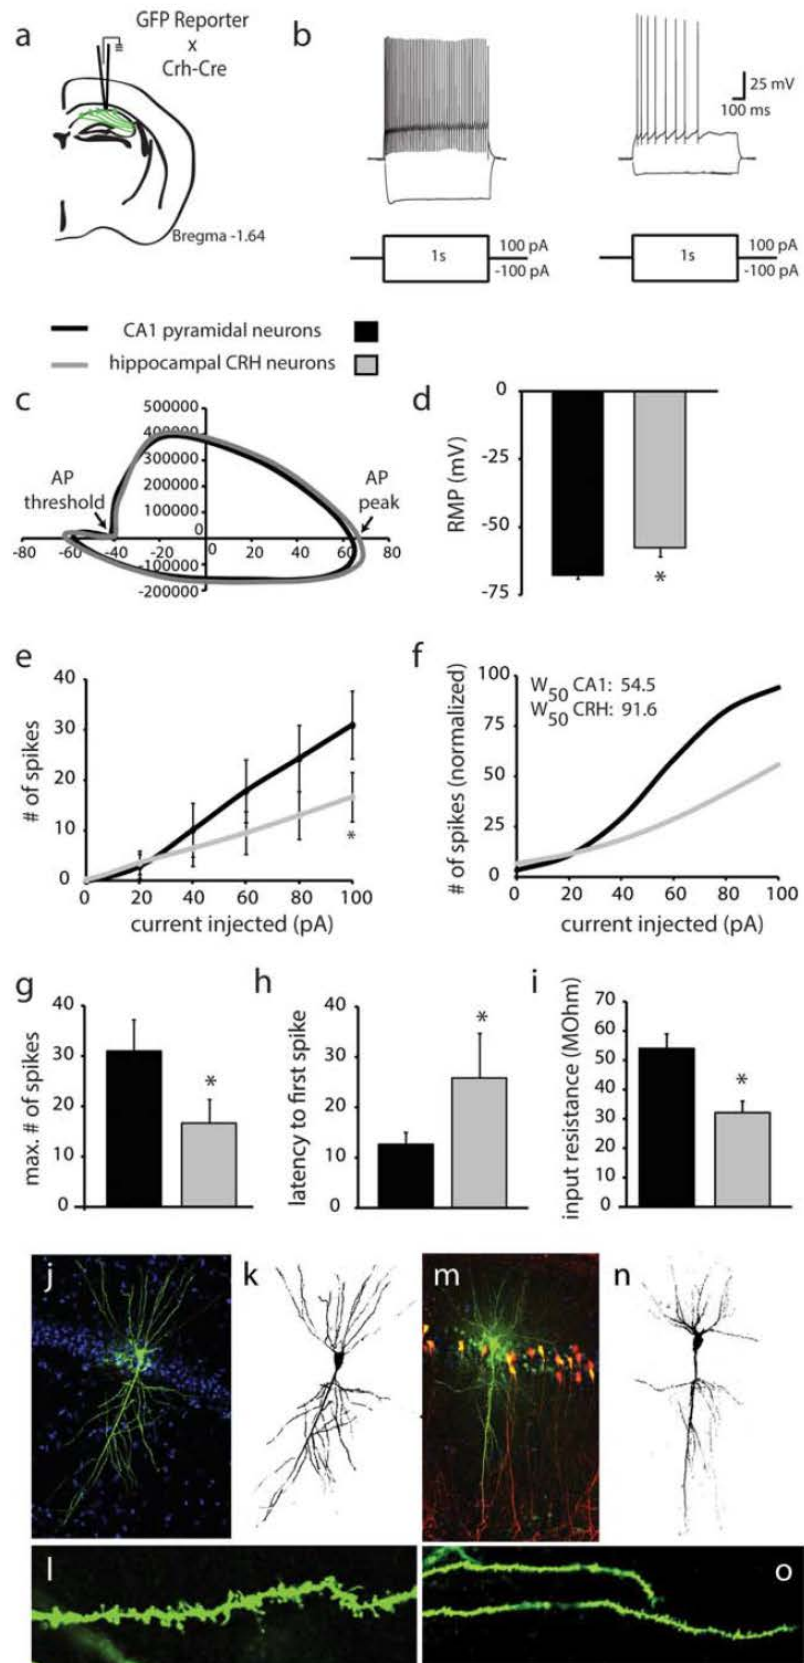 a
GFP Reporter
x
Crh-Cre
Bregma -1.64
b
25 mV
100 ms
1s
100 pA
-100 pA
1s
100 pA
-100 pA
CA1 pyramidal neurons
hippocampal CRH neurons
c
500000
400000
300000
200000
100000
0
-100000
-200000
-80
-60
-40
0
20
40
60
80
AP
threshold
AP
peak
d
RMP (mV)
0
-25
-50
-75
*
e
# of spikes
40
30
20
10
0
*
0
20
40
60
80
100
current injected (pA)
f
# of spikes (normalized)
100
75
50
25
0
W50 CA1: 54.5
W50 CRH: 91.6
0
20
40
60
80
100
current injected (pA)
g
max. # of spikes
40
30
20
10
0
*
h
latency to first spike
40
30
20
10
0
*
i
input resistance (MOhm)
70
60
50
40
30
20
10
0
*
j
k
m
n
l
o